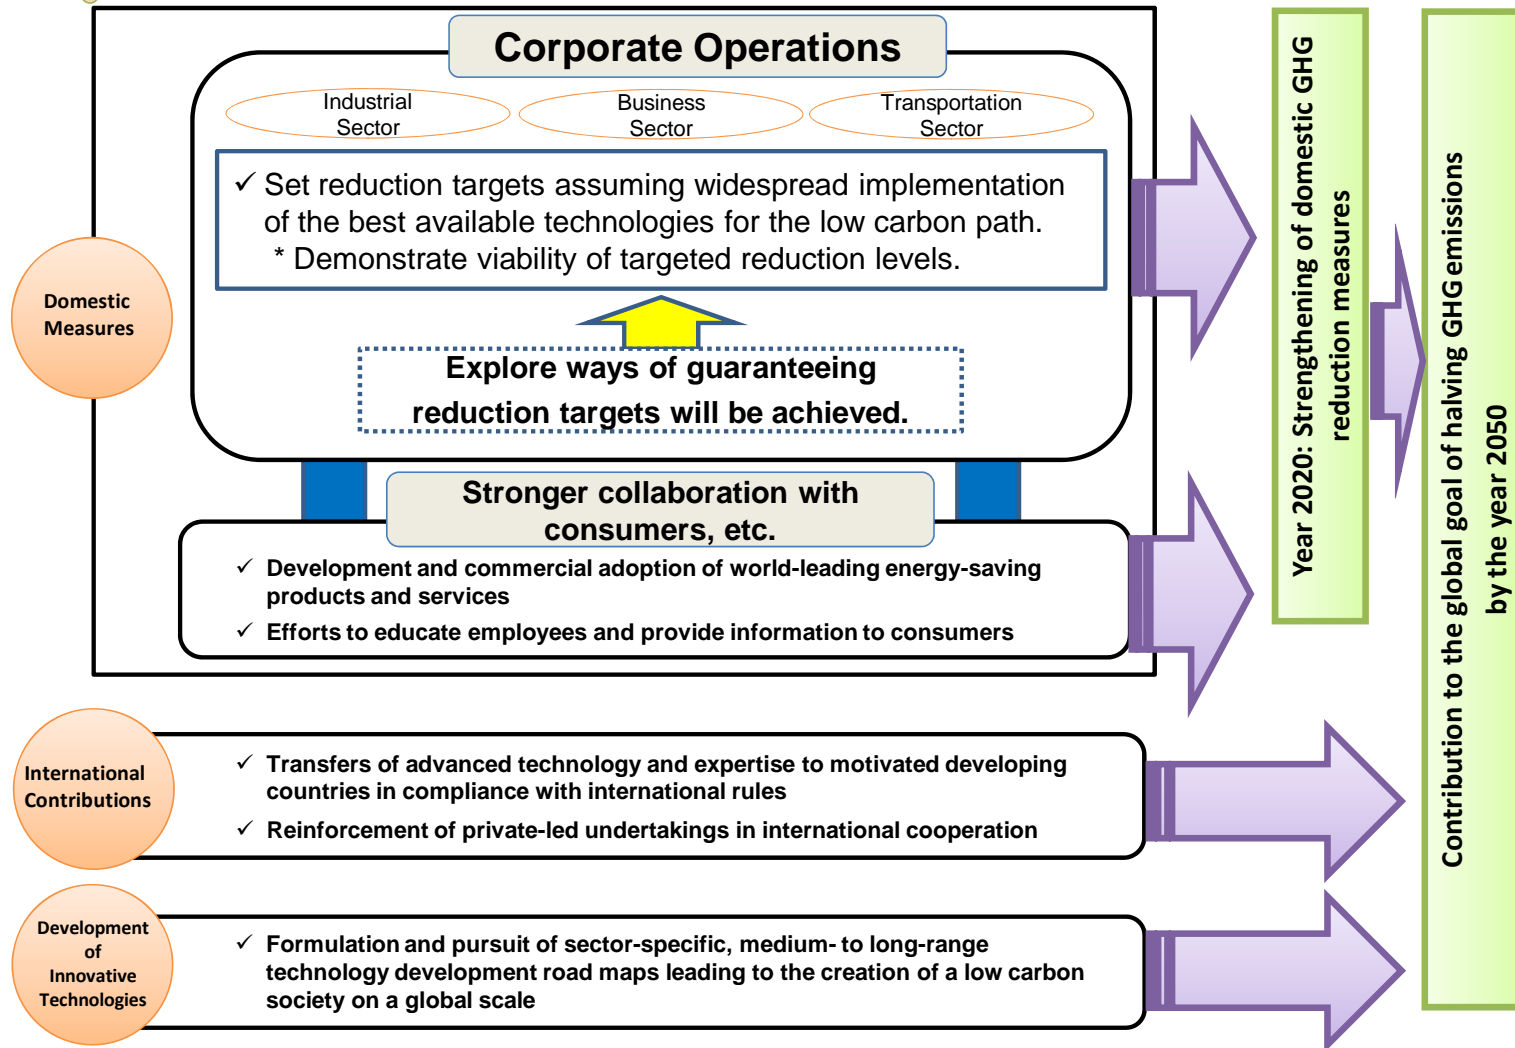 Corporate Operations
Industrial
Sector
Business
Sector
Transportation
Sector
✓ Set reduction targets assuming widespread implementation
of the best available technologies for the low carbon path.
* Demonstrate viability of targeted reduction levels.
Domestic
Measures
Explore ways of guaranteeing
reduction targets will be achieved.
Stronger collaboration with
consumers, etc.
✓ Development and commercial adoption of world-leading energy-saving
products and services
✓ Efforts to educate employees and provide information to consumers
Year 2020: Strengthening of domestic GHG
reduction measures
Contribution to the global goal of halving GHG emissions
by the year 2050
International
Contributions
✓ Transfers of advanced technology and expertise to motivated developing
countries in compliance with international rules
✓ Reinforcement of private-led undertakings in international cooperation
Development
of
Innovative
Technologies
✓ Formulation and pursuit of sector-specific, medium- to long-range
technology development road maps leading to the creation of a low carbon
society on a global scale